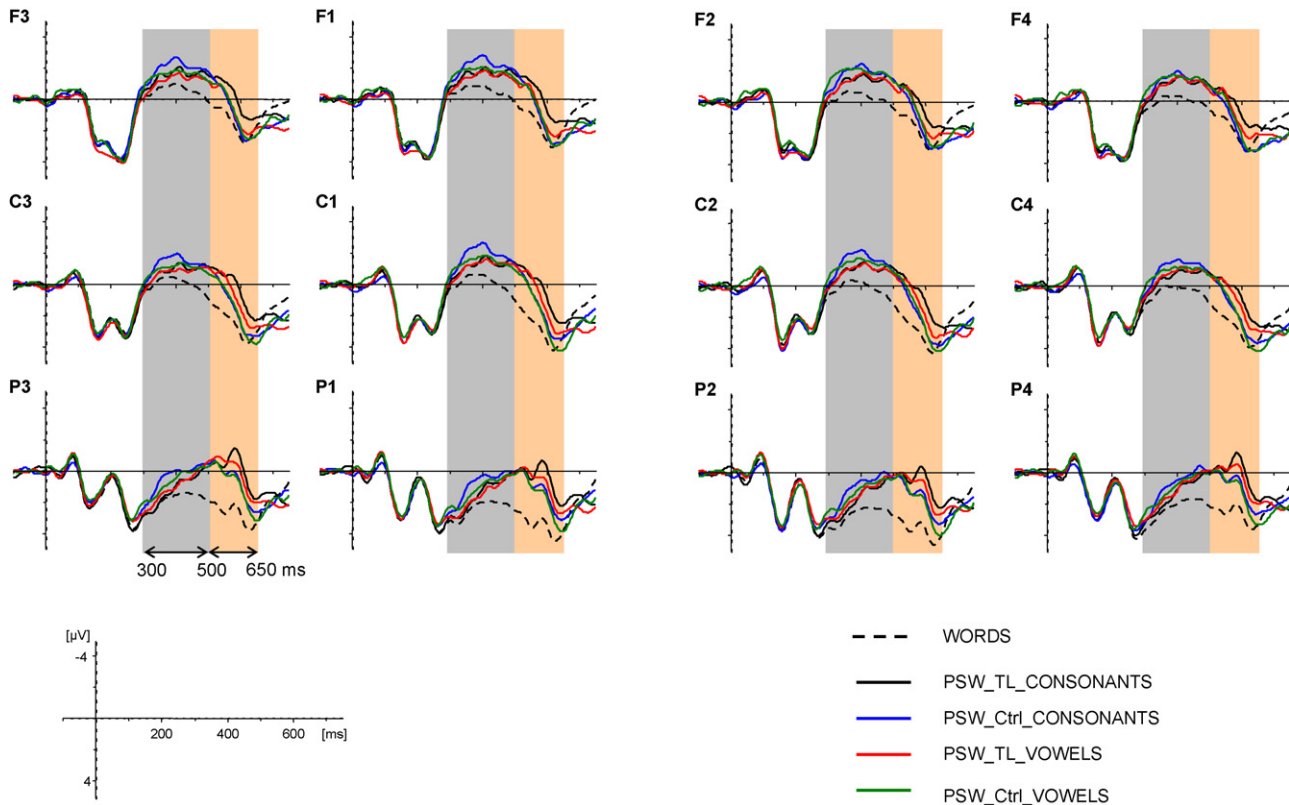 F3 F1 F2 F4
C3 C1 C2 C4
P3 P1 P2 P4
300 500 650 ms
[µV]
-4
200 400 600 [ms]
4
WORDS
PSW_TL_CONSONANTS
PSW_Ctrl_CONSONANTS
PSW_TL_VOWELS
PSW_Ctrl_VOWELS